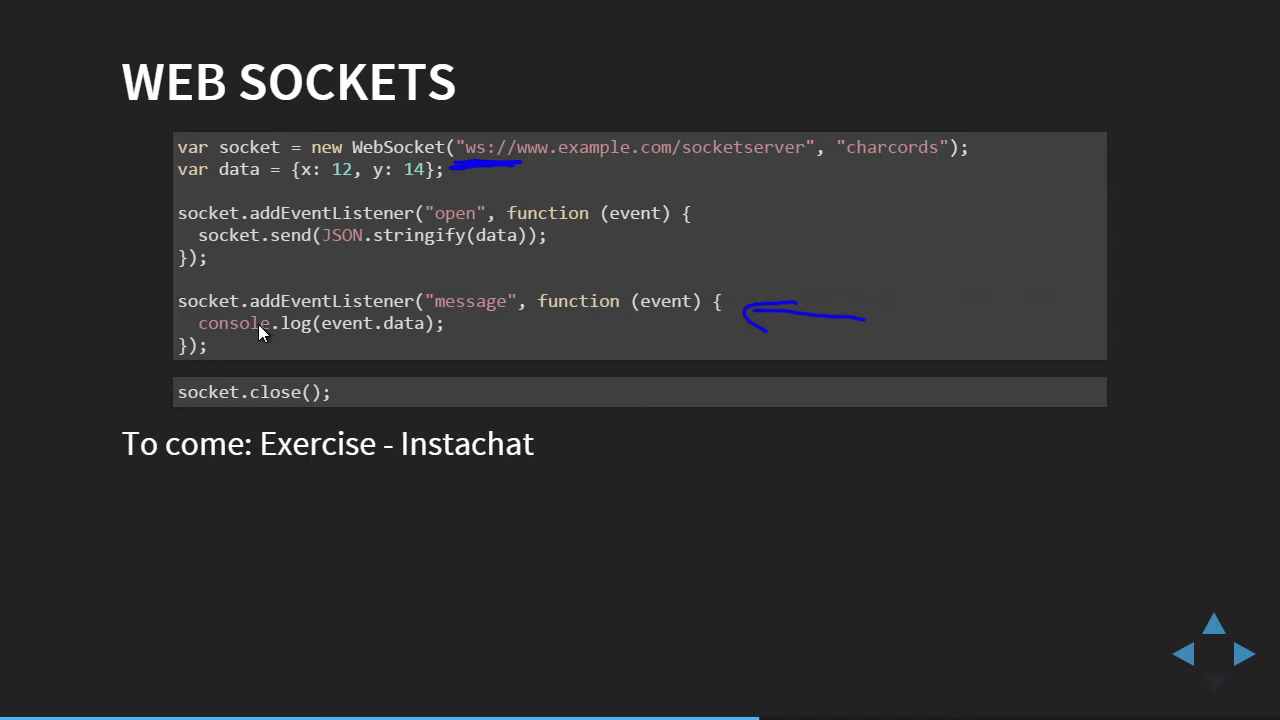 WEB SOCKETS
var socket = new WebSocket("ws://www.example.com/socketserver", "charcords");
var data = {x: 12, y: 14};
socket.addEventListener("open", function (event) {
  socket.send(JSON.stringify(data));
});
socket.addEventListener("message", function (event) {
  console.log(event.data);
});
socket.close();
To come: Exercise - Instachat